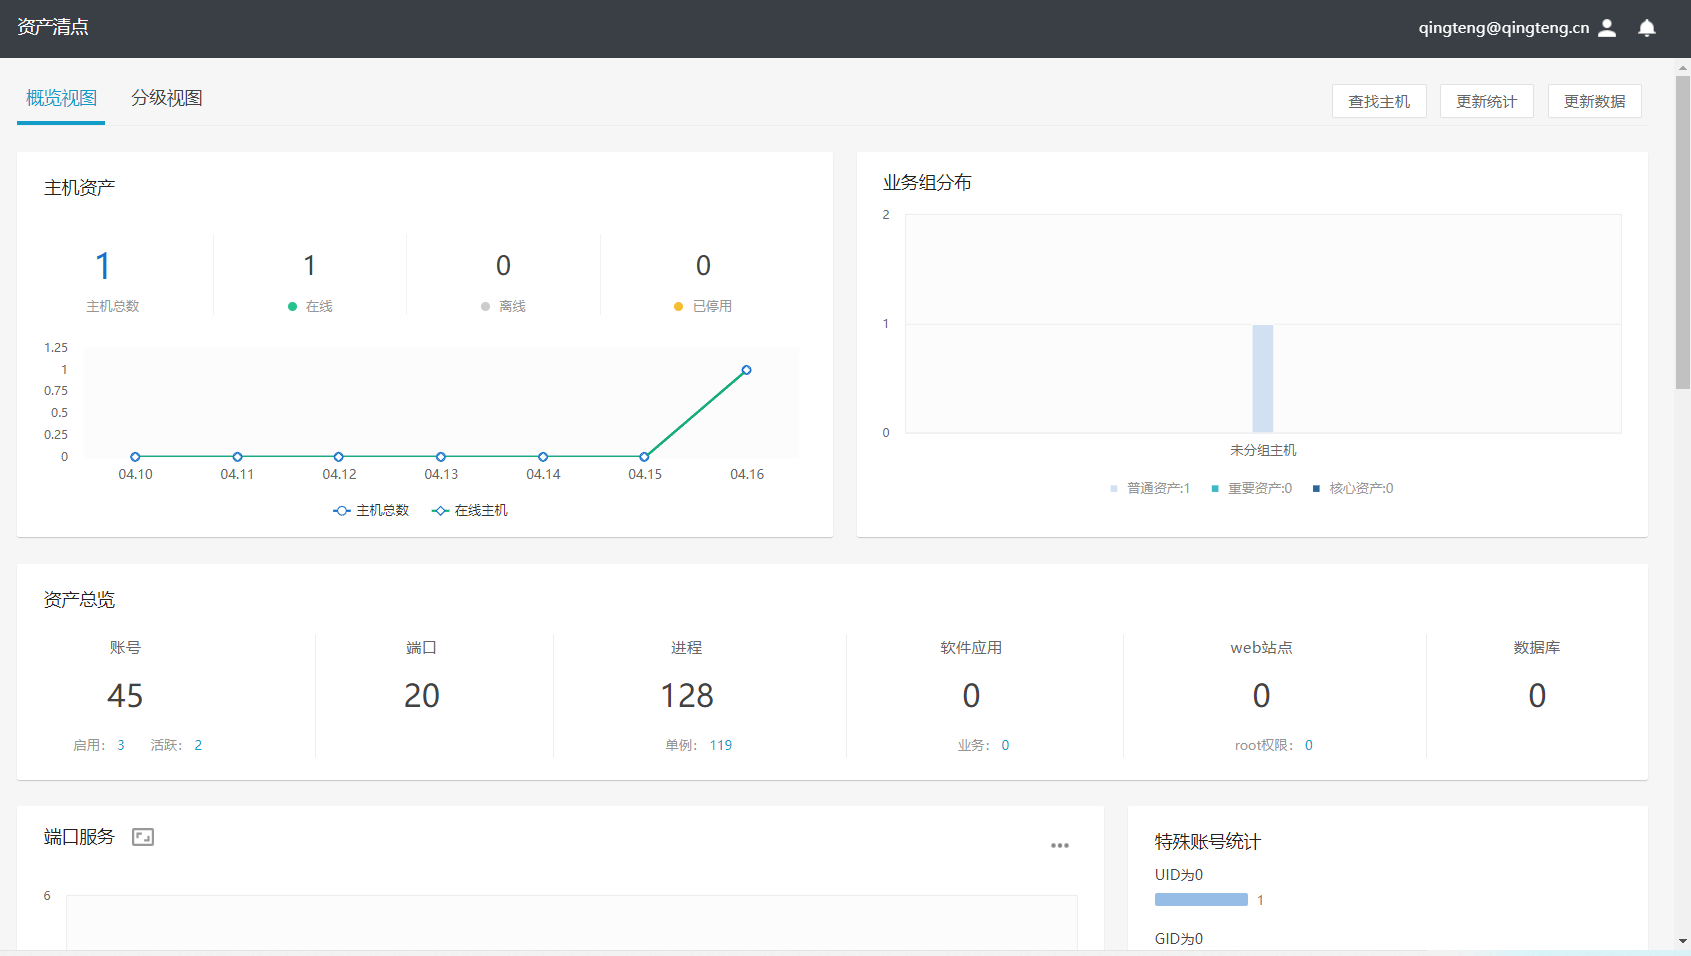 资产清点
qingteng@qingteng.cn
概览视图 分级视图
查找主机 更新统计 更新数据
主机资产
1 1 0 0
主机总数 在线 离线 已停用
1.25
1
0.75
0.5
0.25
0
04.10 04.11 04.12 04.13 04.14 04.15 04.16
主机总数 在线主机
业务组分布
2
1
0
未分组主机
普通资产:1 重要资产:0 核心资产:0
资产总览
账号 端口 进程 软件应用 web站点 数据库
45 20 128 0 0 0
启用: 3 活跃: 2 单例: 119 业务: 0 root权限: 0
端口服务
6
特殊账号统计
UID为0
1
GID为0